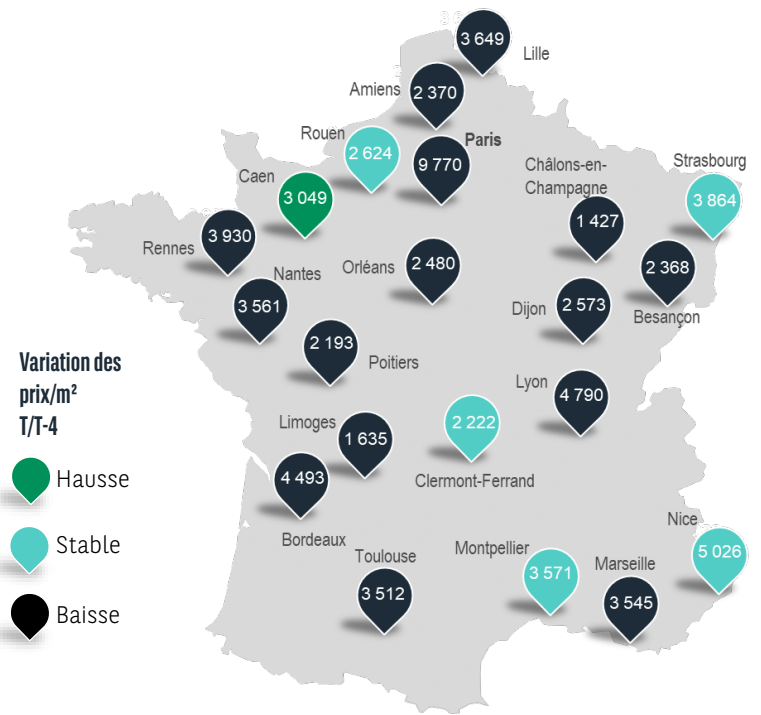 3 649
Lille
Amiens
2 370
Rouen
2 624
Paris
9 770
Caen
3 049
Châlons-en-
Champagne
1 427
Strasbourg
3 864
Rennes
3 930
Nantes
3 561
Orléans
2 480
Dijon
2 573
2 368
Besançon
2 193
Poitiers
Variation des
prix/m²
T/T-4
Hausse
Stable
Baisse
Lyon
4 790
Limoges
1 635
2 222
Clermont-Ferrand
4 493
Bordeaux
Toulouse
3 512
Montpellier
3 571
Marseille
3 545
Nice
5 026